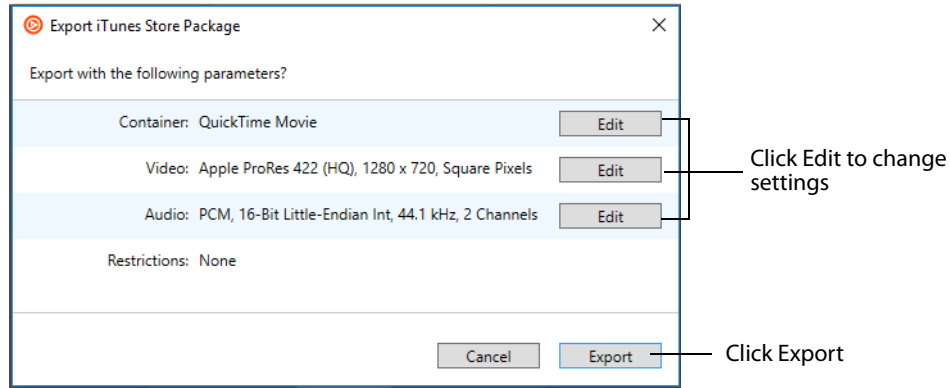 Export iTunes Store Package
Export with the following parameters?
Container: QuickTime Movie
Edit
Video: Apple ProRes 422 (HQ), 1280 x 720, Square Pixels
Edit
Audio: PCM, 16-Bit Little-Endian Int, 44.1 kHz, 2 Channels
Edit
Restrictions: None
Cancel
Export
Click Edit to change
settings
Click Export